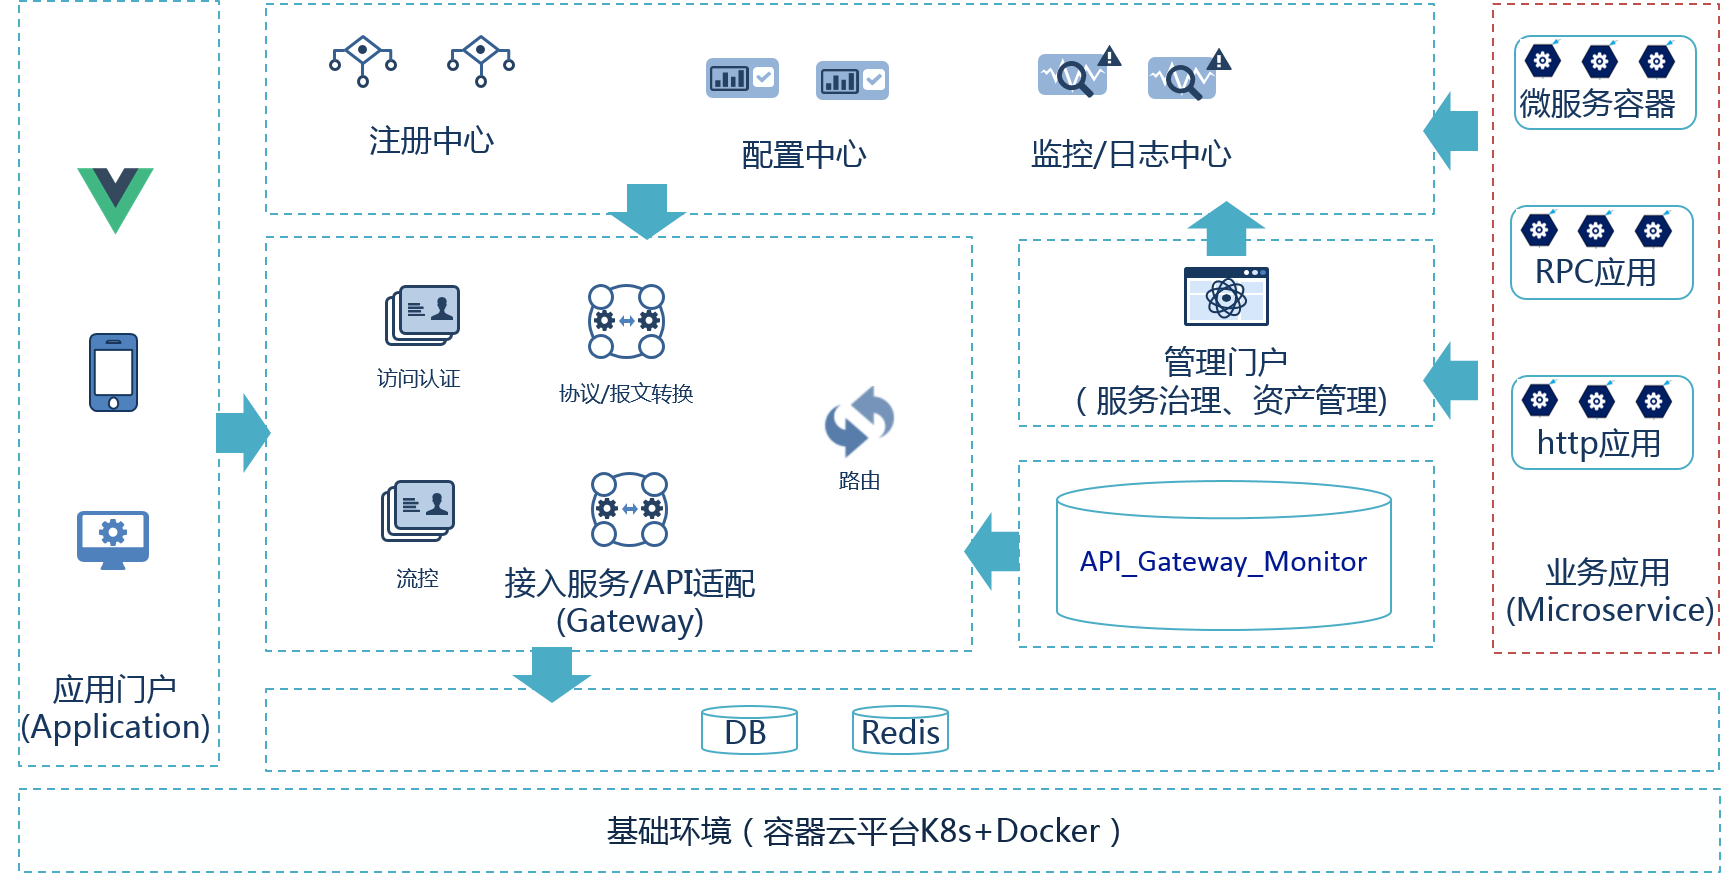 注册中心
配置中心
监控/日志中心
微服务容器
RPC应用
http应用
业务应用
(Microservice)
访问认证
协议/报文转换
路由
流控
接入服务/API适配
(Gateway)
管理门户
（服务治理、资产管理)
API_Gateway_Monitor
应用门户
(Application)
DB
Redis
基础环境（容器云平台K8s+Docker）